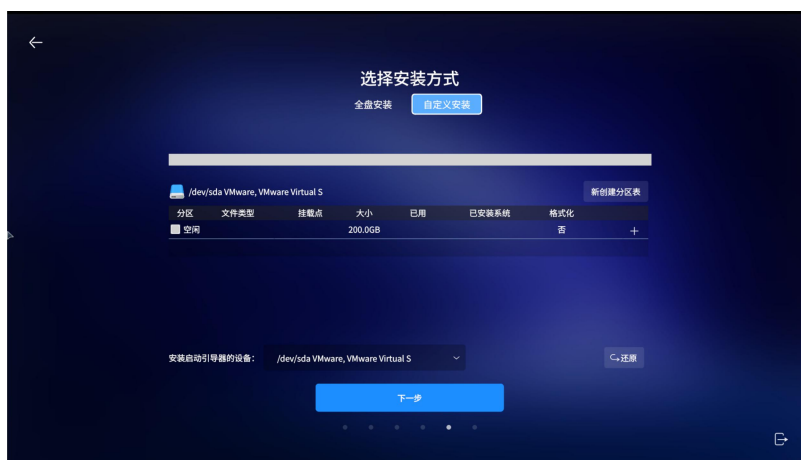 选择安装方式
全盘安装 自定义安装
/dev/sda VMware, VMware Virtual S 新创建分区表
分区 文件类型 挂载点 大小 已用 已安装系统 格式化
空闲 200.0GB 否 +
安装启动引导器的设备： /dev/sda VMware, VMware Virtual S 还原
下一步